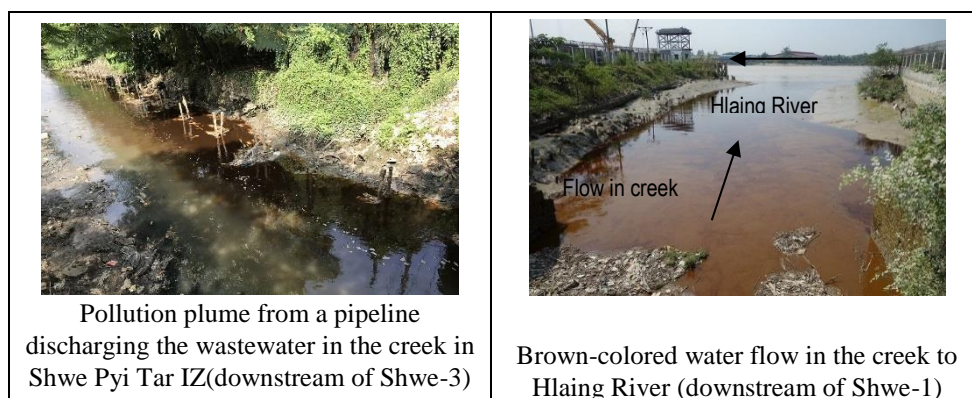 Hlaing River
Flow in creek
Pollution plume from a pipeline
discharging the wastewater in the creek in
Shwe Pyi Tar IZ(downstream of Shwe-3)
Brown-colored water flow in the creek to
Hlaing River (downstream of Shwe-1)